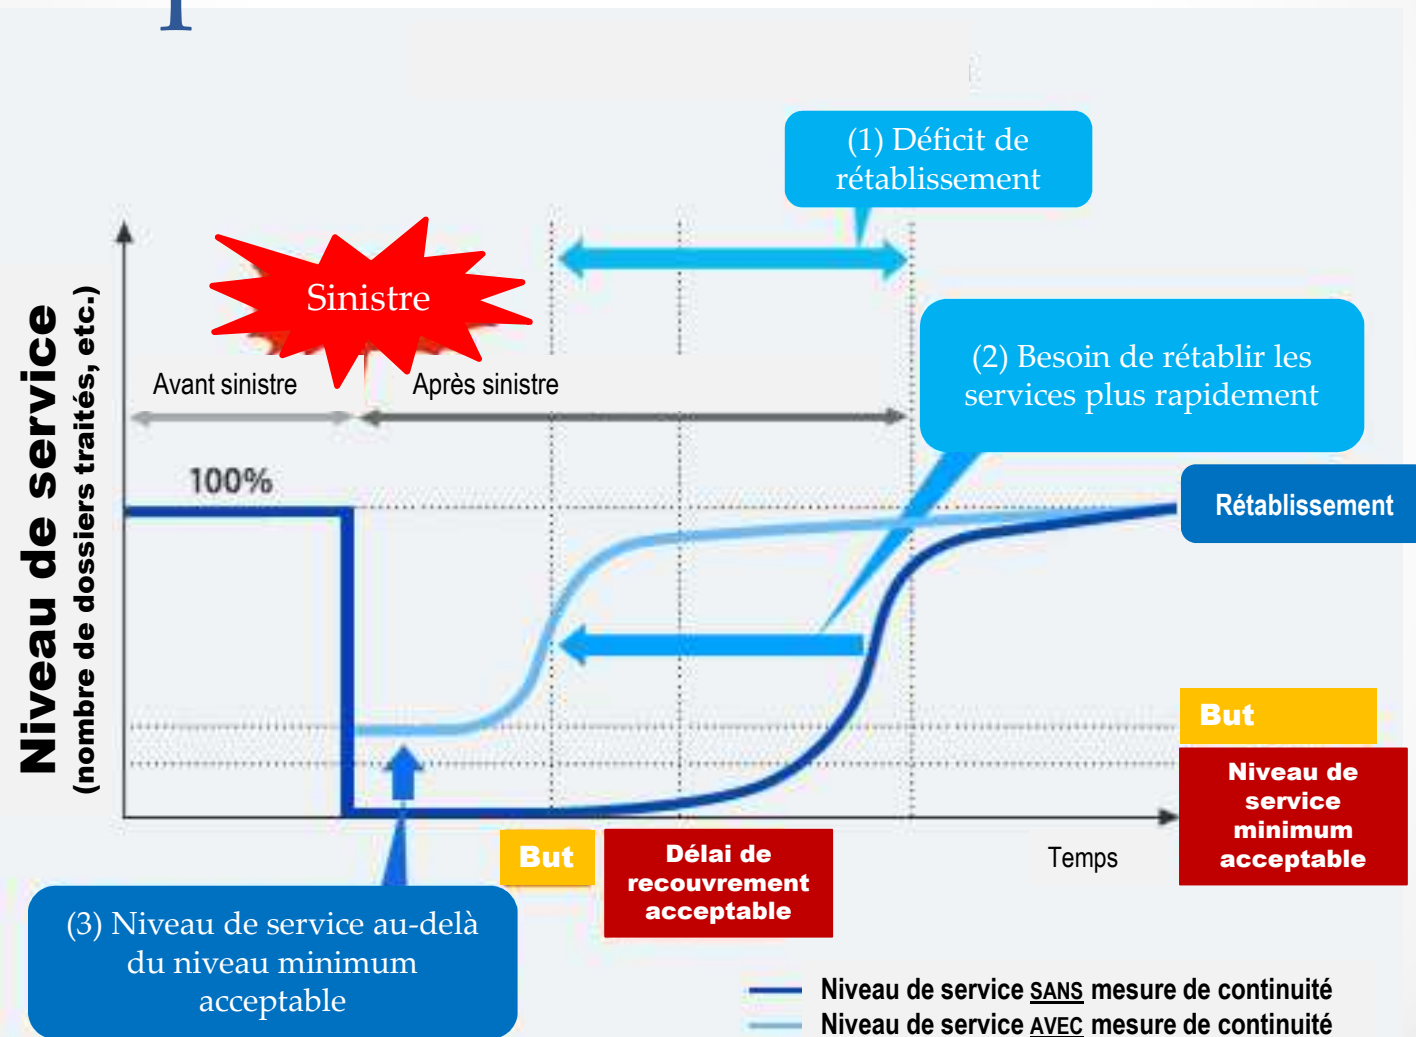 (1) Déficit de
rétablissement
Sinistre
(2) Besoin de rétablir les
services plus rapidement
Avant sinistre
Après sinistre
Niveau de service
(nombre de dossiers traités, etc.)
100%
Rétablissement
But
Niveau de
service
minimum
acceptable
But
Délai de
recouvrement
acceptable
Temps
(3) Niveau de service au-delà
du niveau minimum
acceptable
Niveau de service SANS mesure de continuité
Niveau de service AVEC mesure de continuité